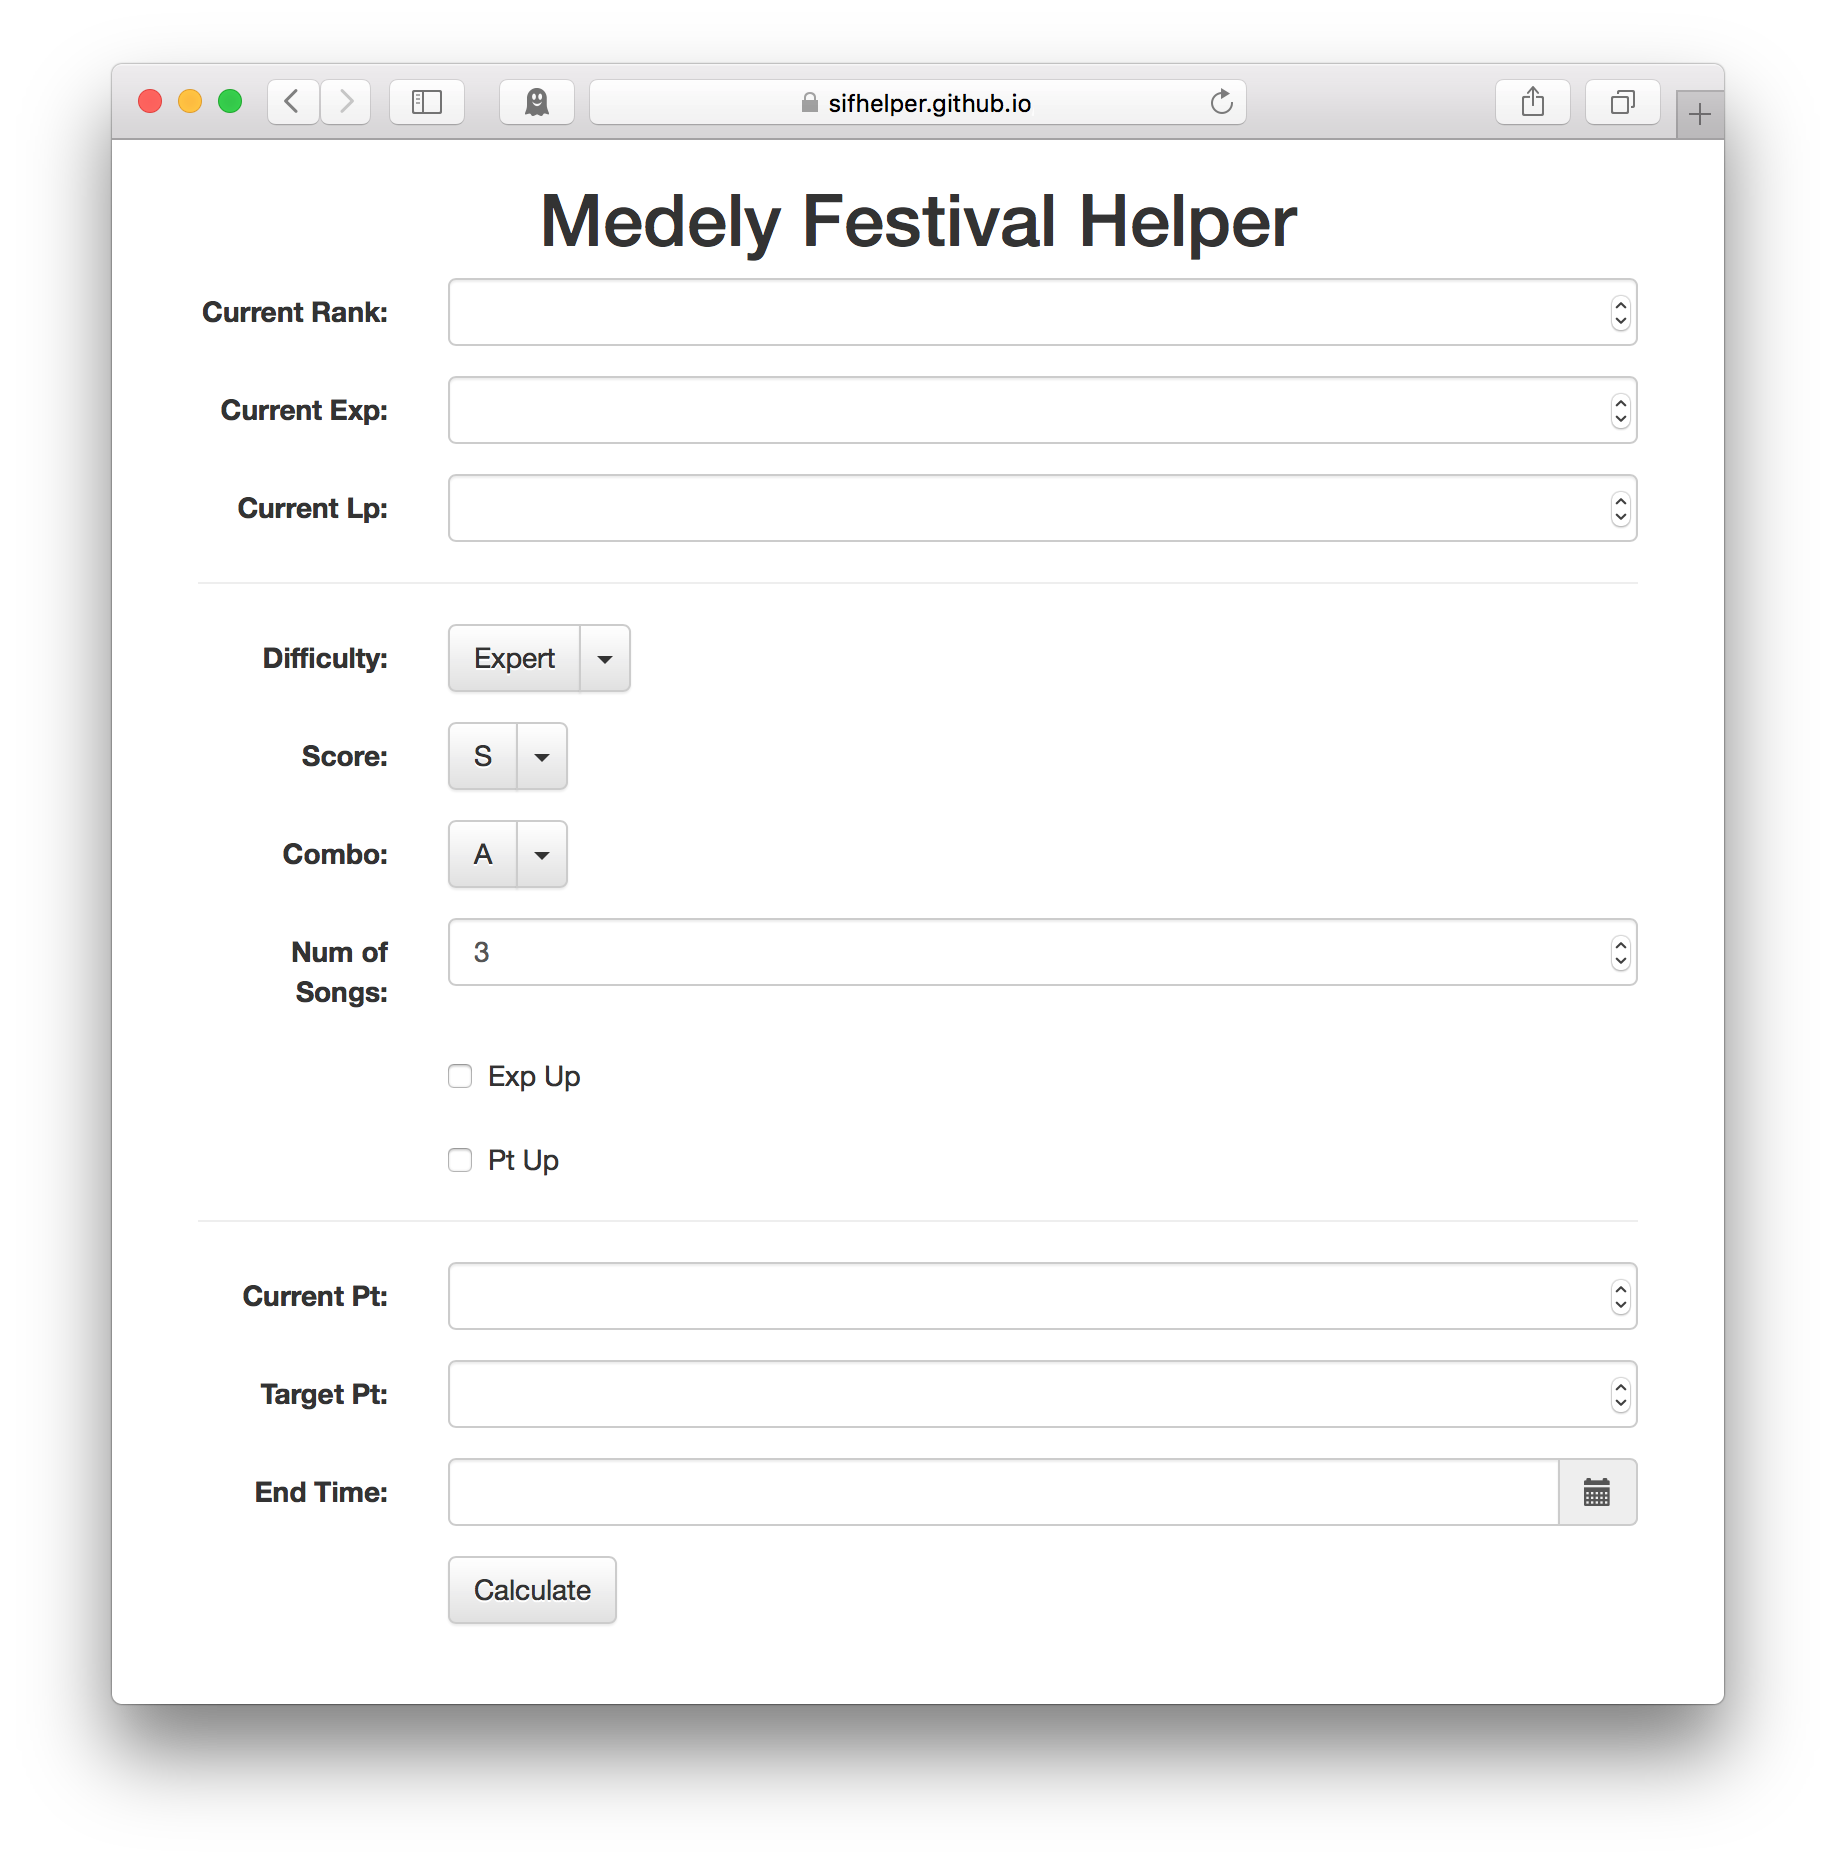 sifhelper.github.io
Medely Festival Helper
Current Rank:
Current Exp:
Current Lp:
Difficulty: Expert
Score: S
Combo: A
Num of Songs: 3
Exp Up
Pt Up
Current Pt:
Target Pt:
End Time:
Calculate